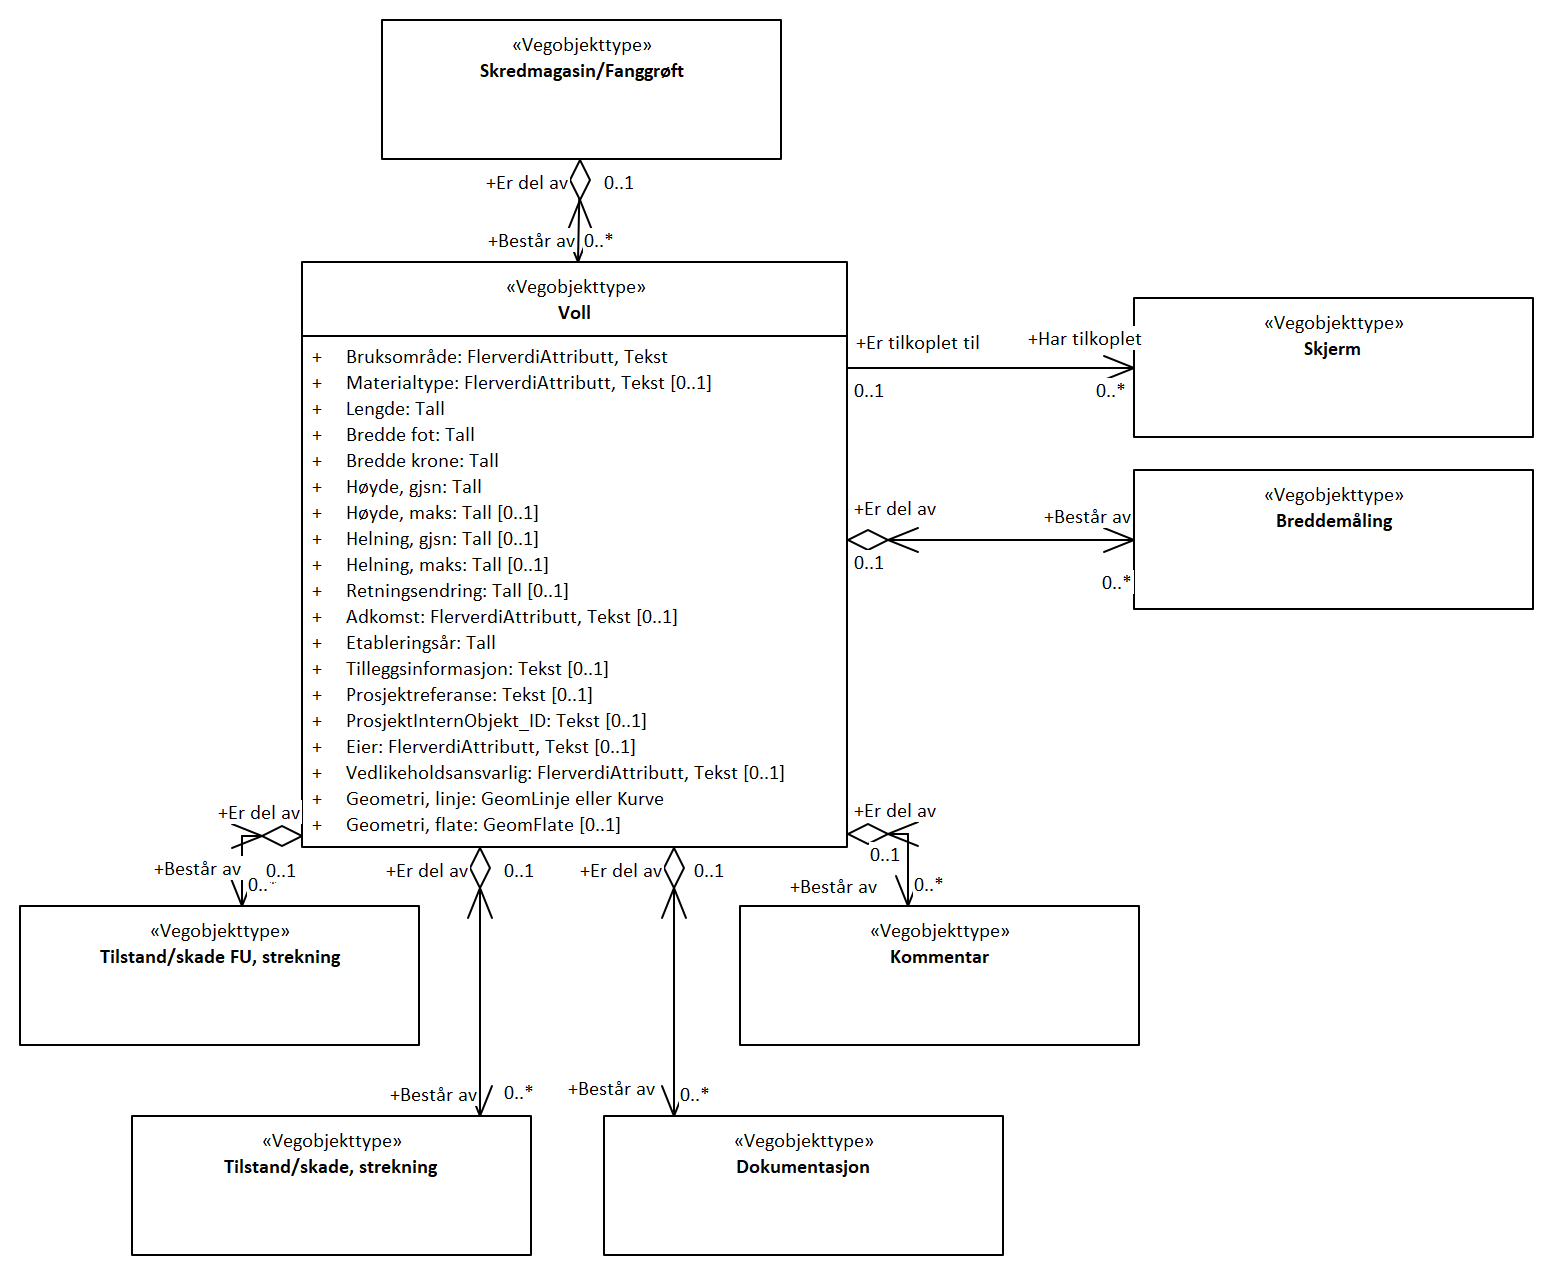 «Vegobjekttype»
Skredmagasin/Fanggrøft
+Er del av
0..1
+Består av
0..*
«Vegobjekttype»
Voll
+ Bruksområde: FlerverdiAttributt, Tekst
+ Materialtype: FlerverdiAttributt, Tekst [0..1]
+ Lengde: Tall
+ Bredde fot: Tall
+ Bredde krone: Tall
+ Høyde, gjsn: Tall
+ Høyde, maks: Tall [0..1]
+ Helning, gjsn: Tall [0..1]
+ Helning, maks: Tall [0..1]
+ Retningsendring: Tall [0..1]
+ Adkomst: FlerverdiAttributt, Tekst [0..1]
+ Etableringsår: Tall
+ Tilleggsinformasjon: Tekst [0..1]
+ Prosjektreferanse: Tekst [0..1]
+ ProsjektInternObjekt_ID: Tekst [0..1]
+ Eier: FlerverdiAttributt, Tekst [0..1]
+ Vedlikeholdsansvarlig: FlerverdiAttributt, Tekst [0..1]
+ Geometri, linje: GeomLinje eller Kurve
+ Geometri, flate: GeomFlate [0..1]
+Er tilkoplet til
+Har tilkoplet
0..1
0..*
«Vegobjekttype»
Skjerm
+Er del av
+Består av
0..1
0..*
«Vegobjekttype»
Breddemåling
+Er del av
0..1
+Består av
0..*
«Vegobjekttype»
Tilstand/skade FU, strekning
+Er del av
0..1
+Består av
0..*
«Vegobjekttype»
Tilstand/skade, strekning
+Er del av
0..1
+Består av
0..*
«Vegobjekttype»
Dokumentasjon
+Er del av
0..1
+Består av
0..*
«Vegobjekttype»
Kommentar